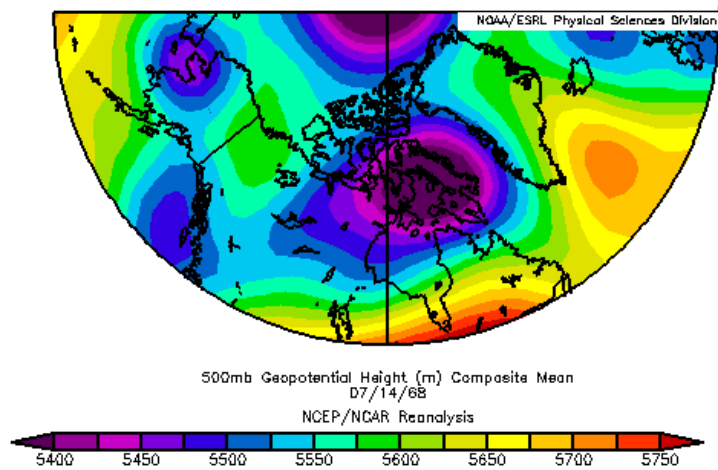 NOAA/ESRL Physical Sciences Division
500mb Geopotential Height (m) Composite Mean
07/14/68
NCEP/NCAR Reanalysis
5400 5450 5500 5550 5600 5650 5700 5750